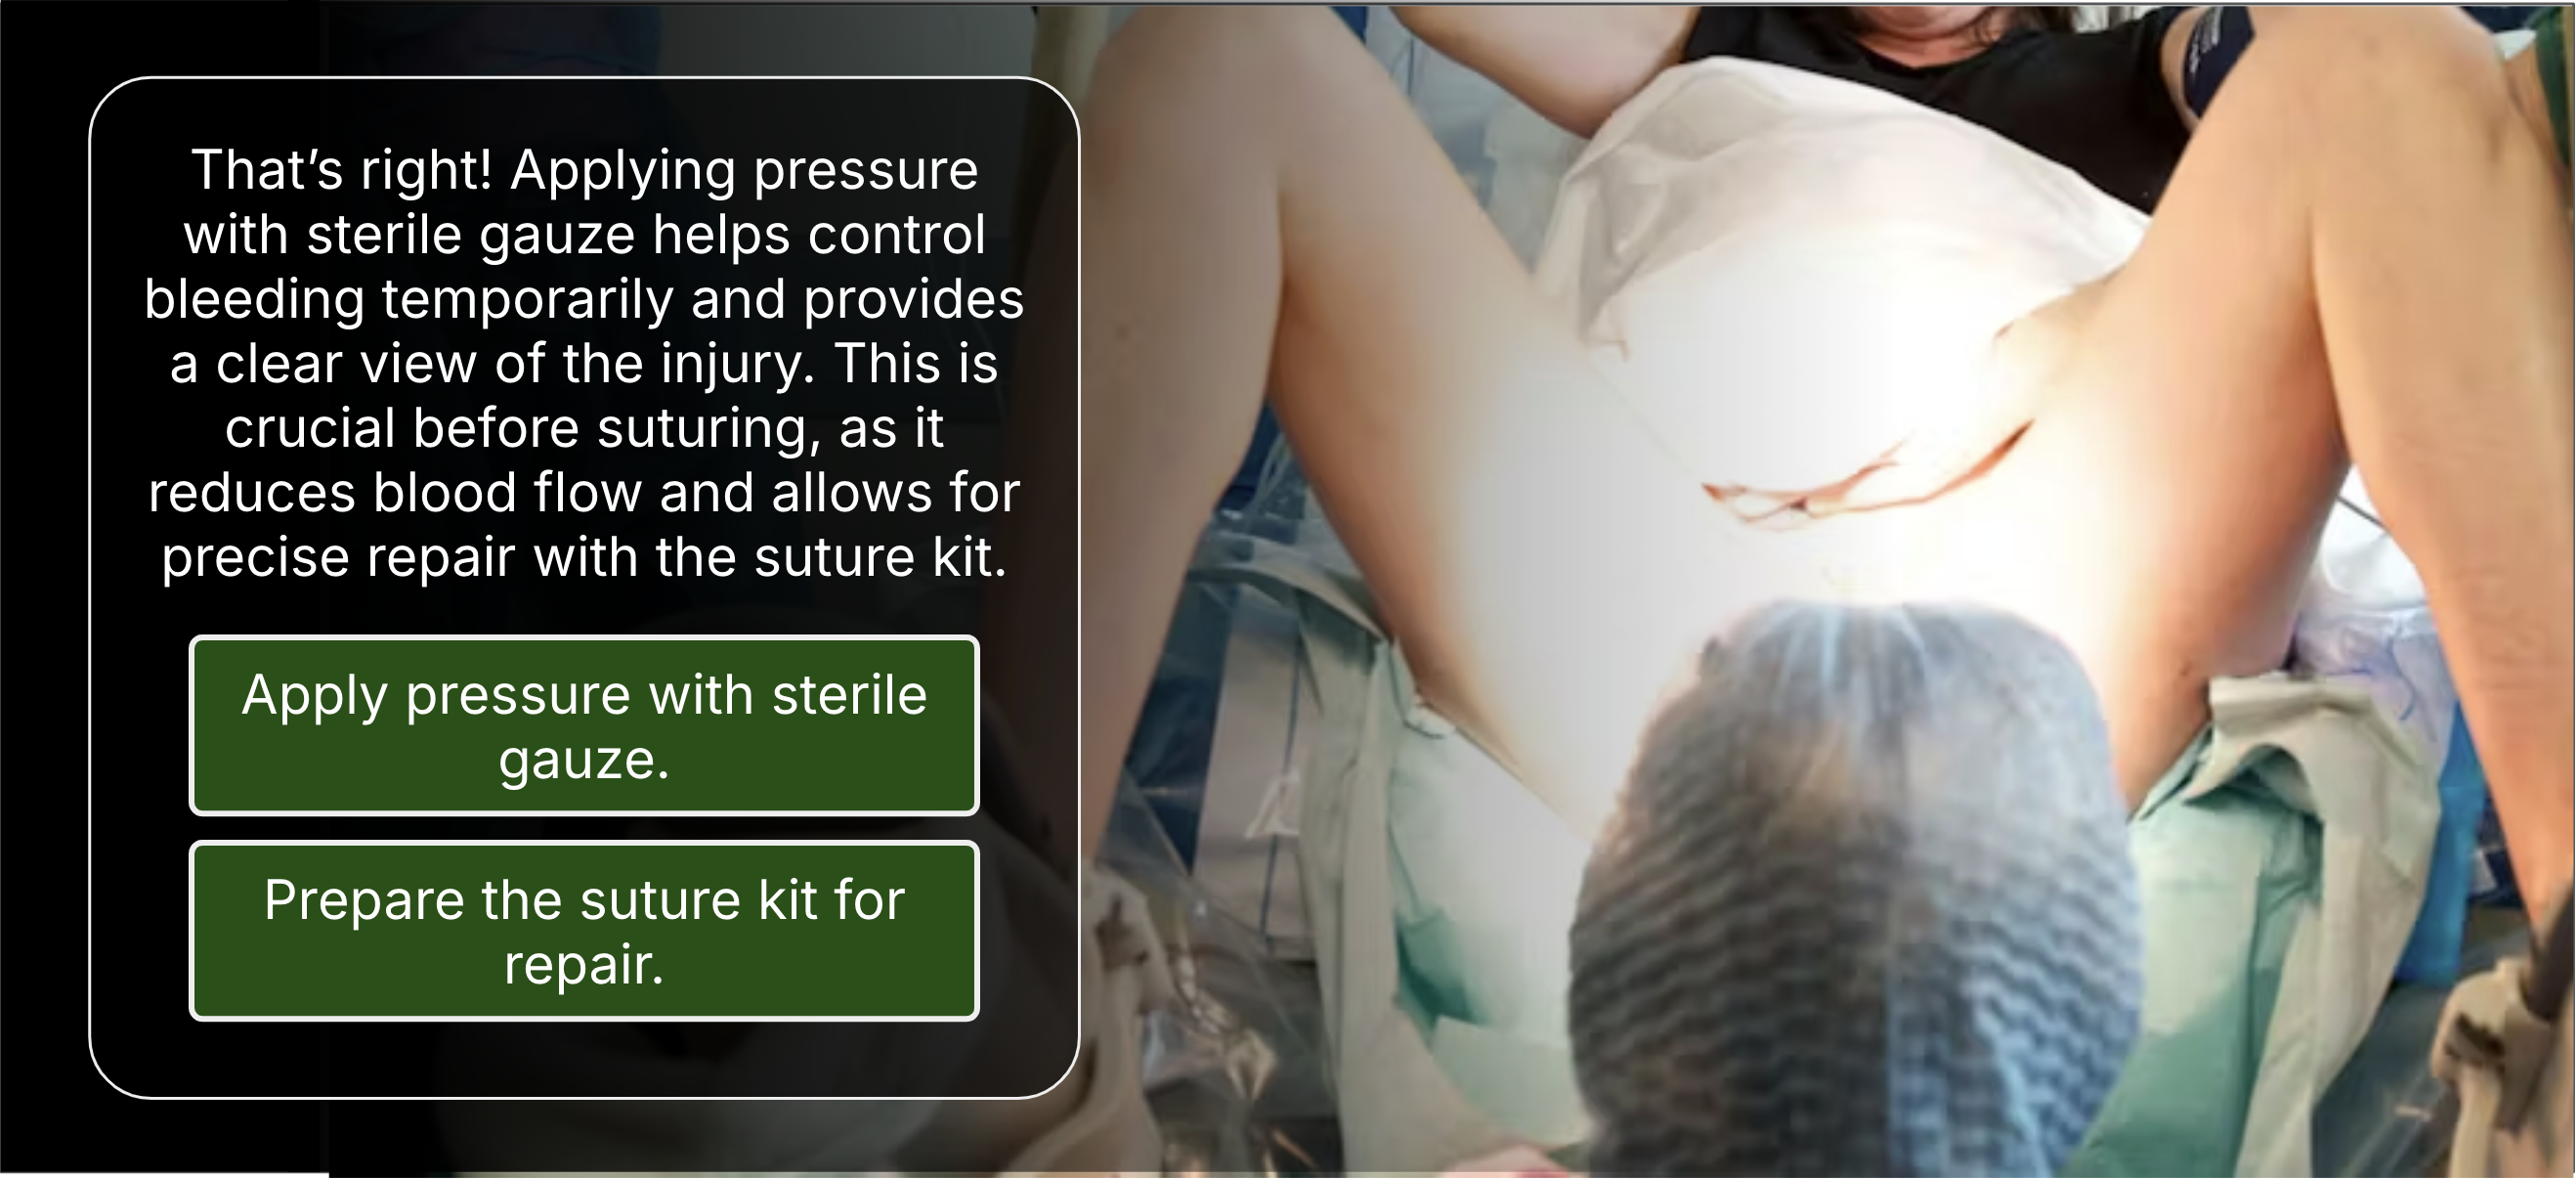 That’s right! Applying pressure
with sterile gauze helps control
bleeding temporarily and provides
a clear view of the injury. This is
crucial before suturing, as it
reduces blood flow and allows for
precise repair with the suture kit.
Apply pressure with sterile
gauze.
Prepare the suture kit for
repair.